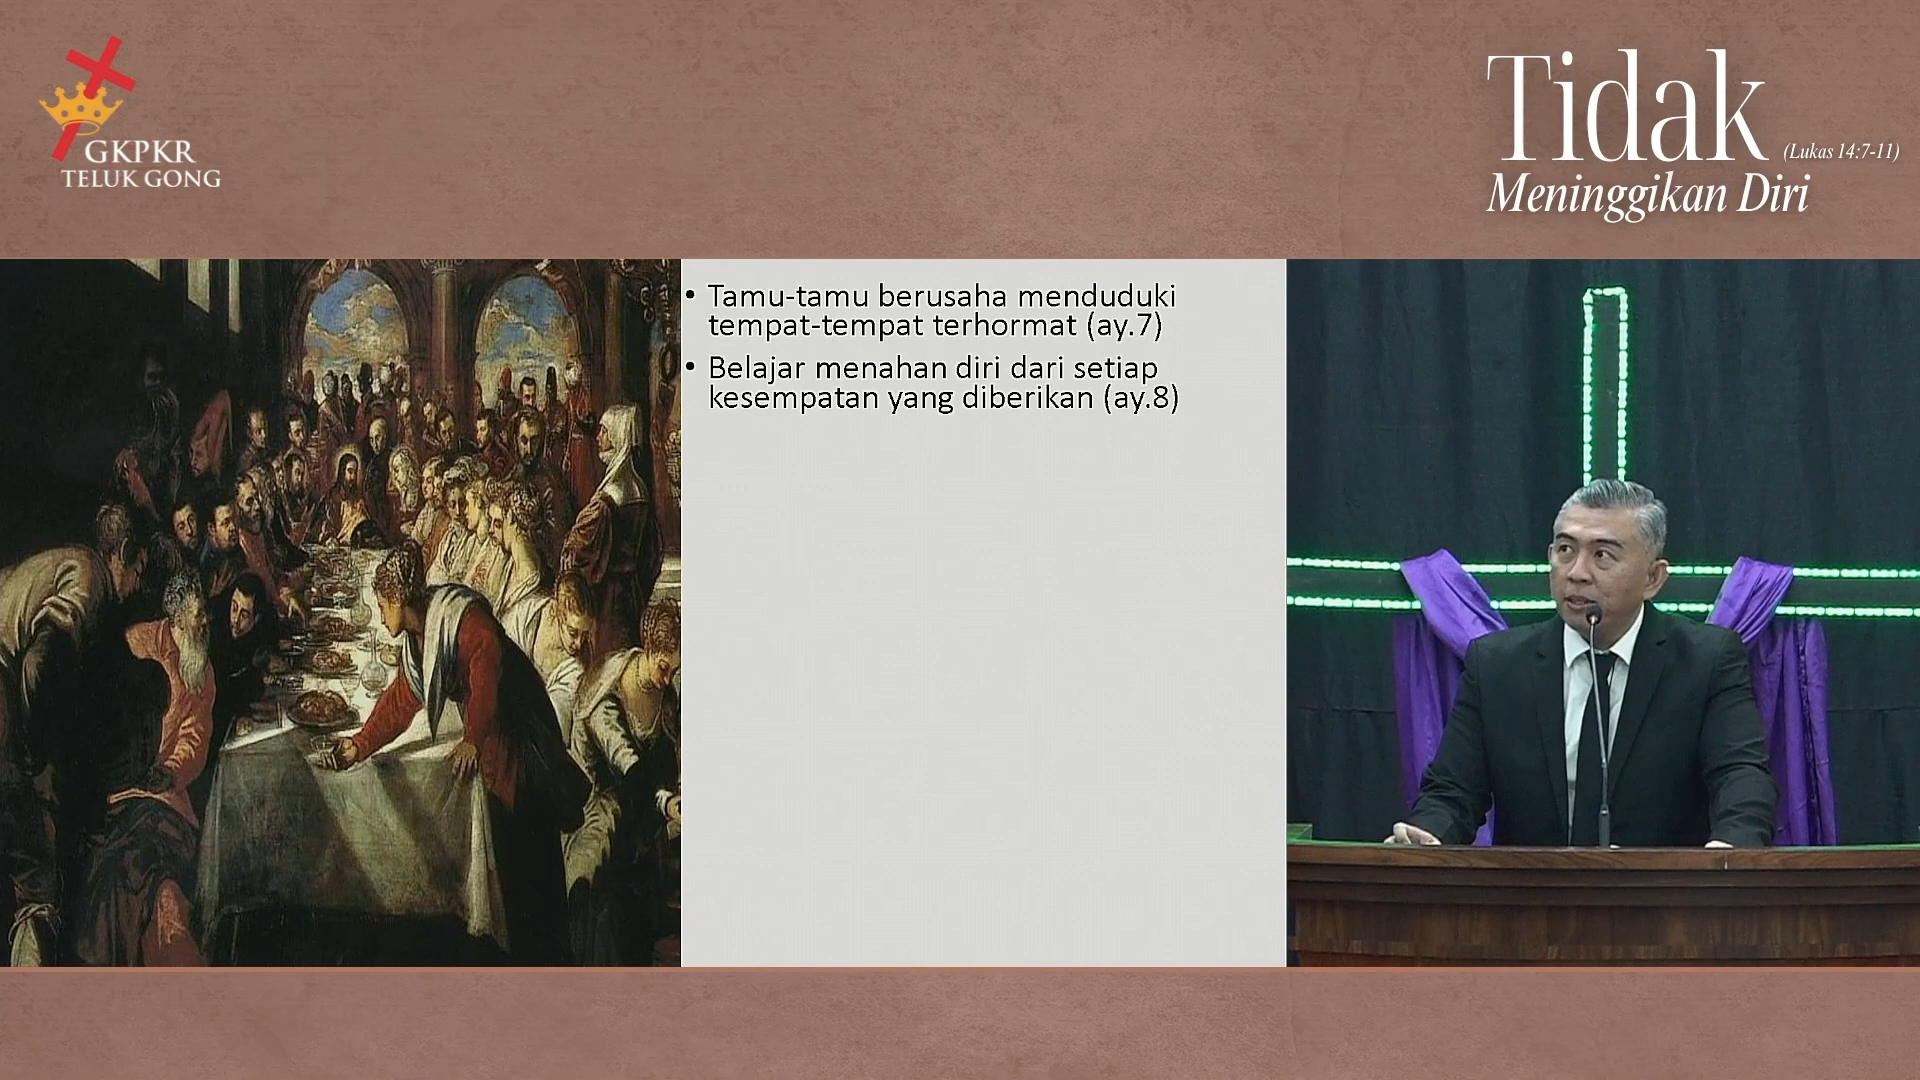 GKPKR
TELUK GONG
Tidak
(Lukas 14:7-11)
Meninggikan Diri
• Tamu-tamu berusaha menduduki
tempat-tempat terhormat (ay.7)
• Belajar menahan diri dari setiap
kesempatan yang diberikan (ay.8)